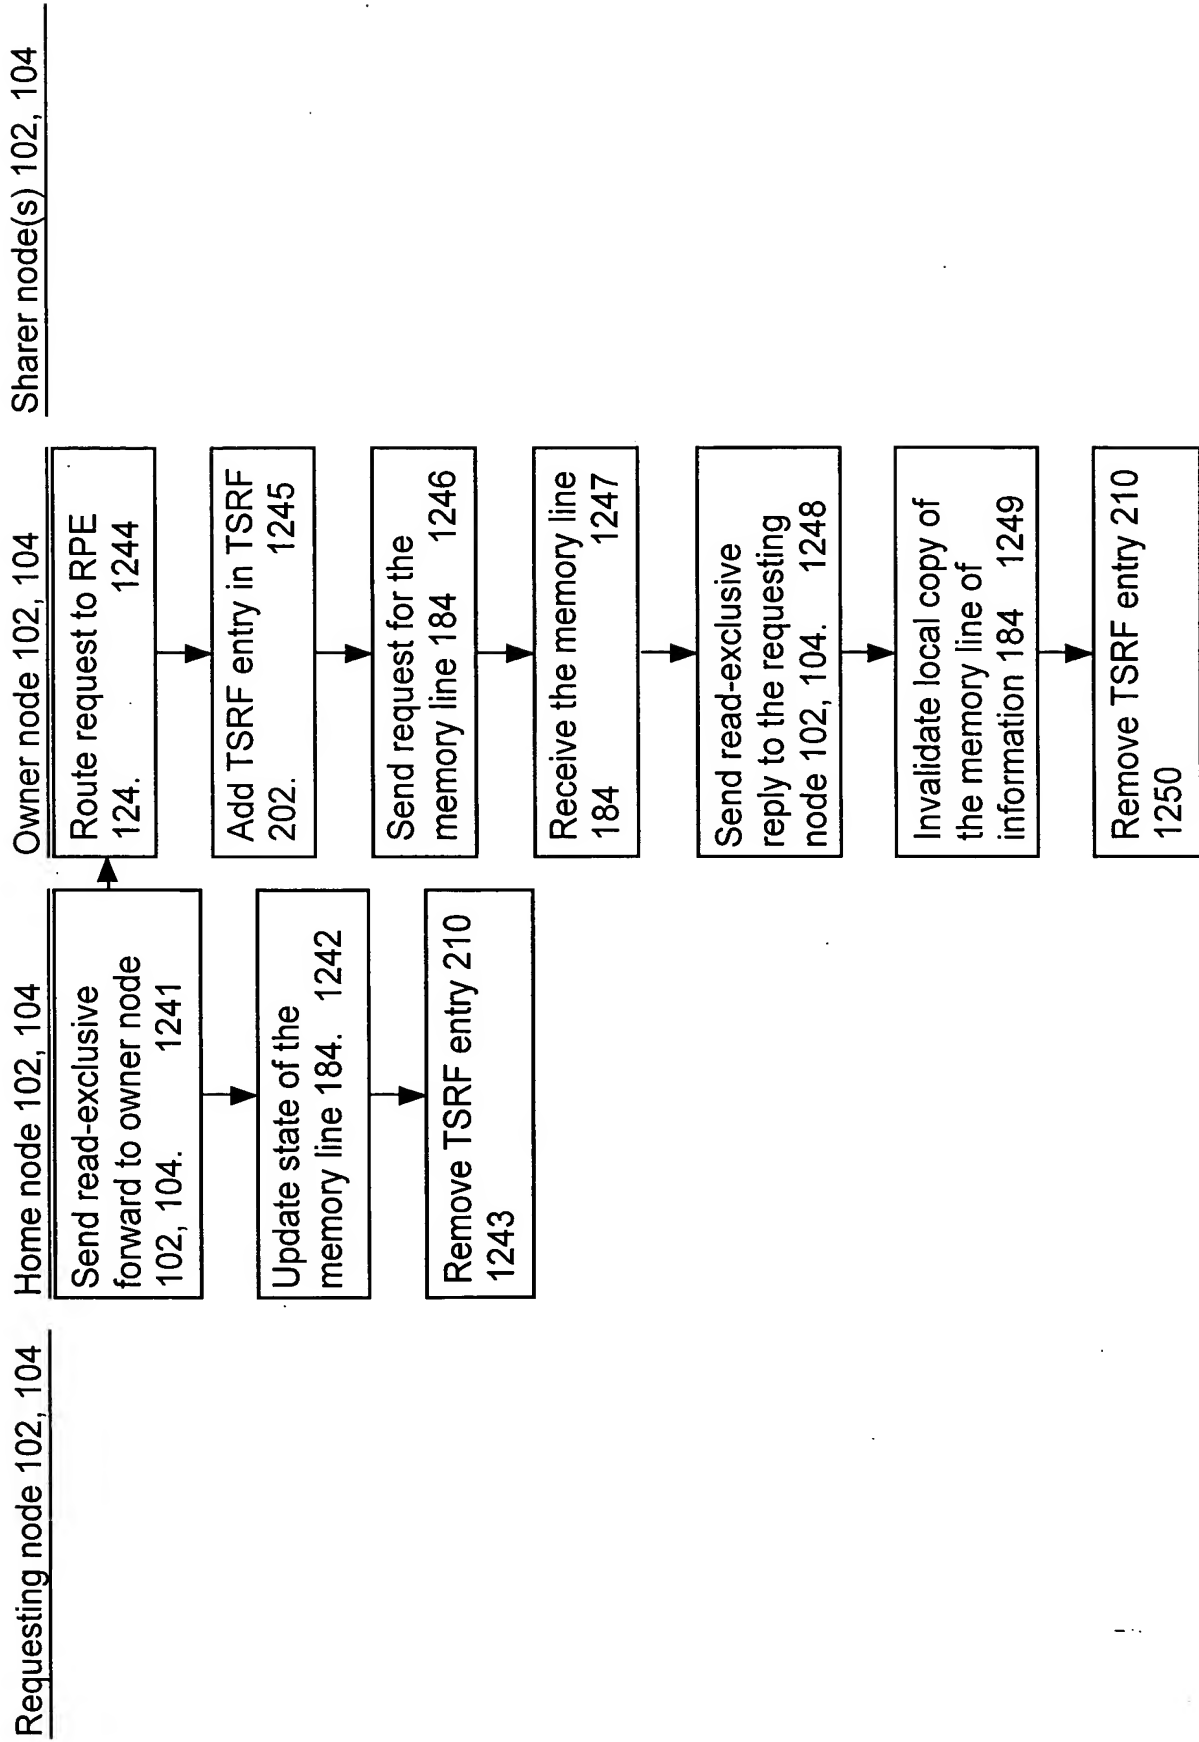 Requesting node 102, 104
Home node 102, 104
Owner node 102, 104
Sharer node(s) 102, 104
Send read-exclusive
forward to owner node
102, 104. 1241
Update state of the
memory line 184. 1242
Remove TSRF entry 210
1243
Route request to RPE
124. 1244
Add TSRF entry in TSRF
202. 1245
Send request for the
memory line 184 1246
Receive the memory line
184 1247
Send read-exclusive
reply to the requesting
node 102, 104. 1248
Invalidate local copy of
the memory line of
information 184 1249
Remove TSRF entry 210
1250